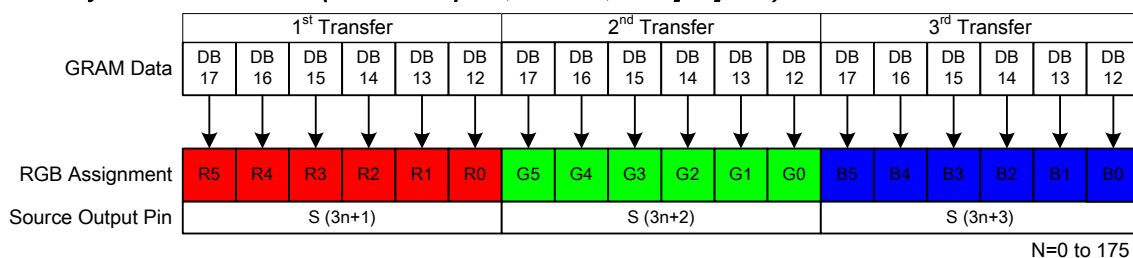 1st Transfer 2nd Transfer 3rd Transfer
GRAM Data DB 17 DB 16 DB 15 DB 14 DB 13 DB 12 DB 17 DB 16 DB 15 DB 14 DB 13 DB 12 DB 17 DB 16 DB 15 DB 14 DB 13 DB 12
RGB Assignment R5 R4 R3 R2 R1 R0 G5 G4 G3 G2 G1 G0 B5 B4 B3 B2 B1 B0
Source Output Pin S (3n+1) S (3n+2) S (3n+3)
N=0 to 175